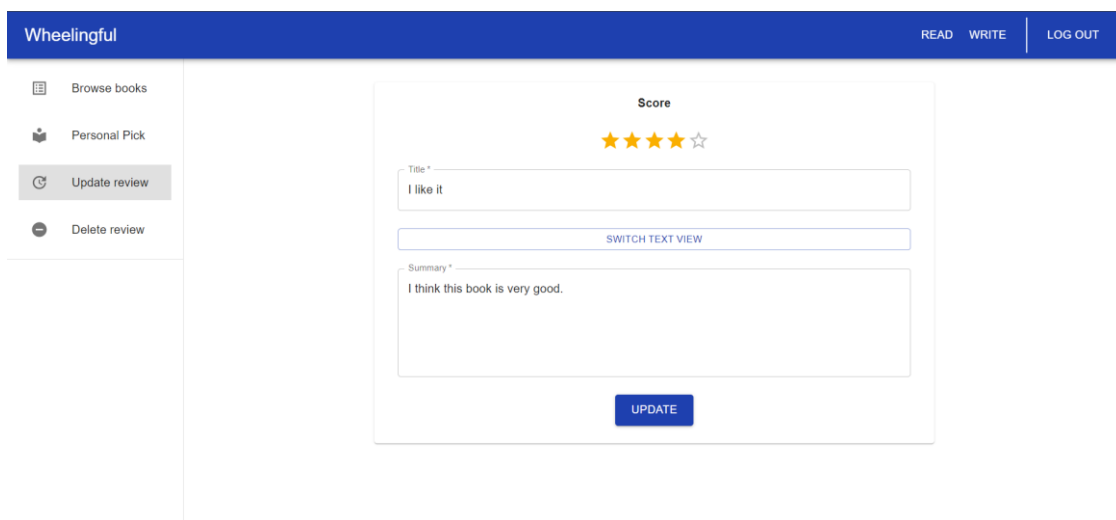 Wheelingful
READ WRITE LOG OUT
Browse books
Personal Pick
Update review
Delete review
Score
Title *
I like it
SWITCH TEXT VIEW
Summary *
I think this book is very good.
UPDATE